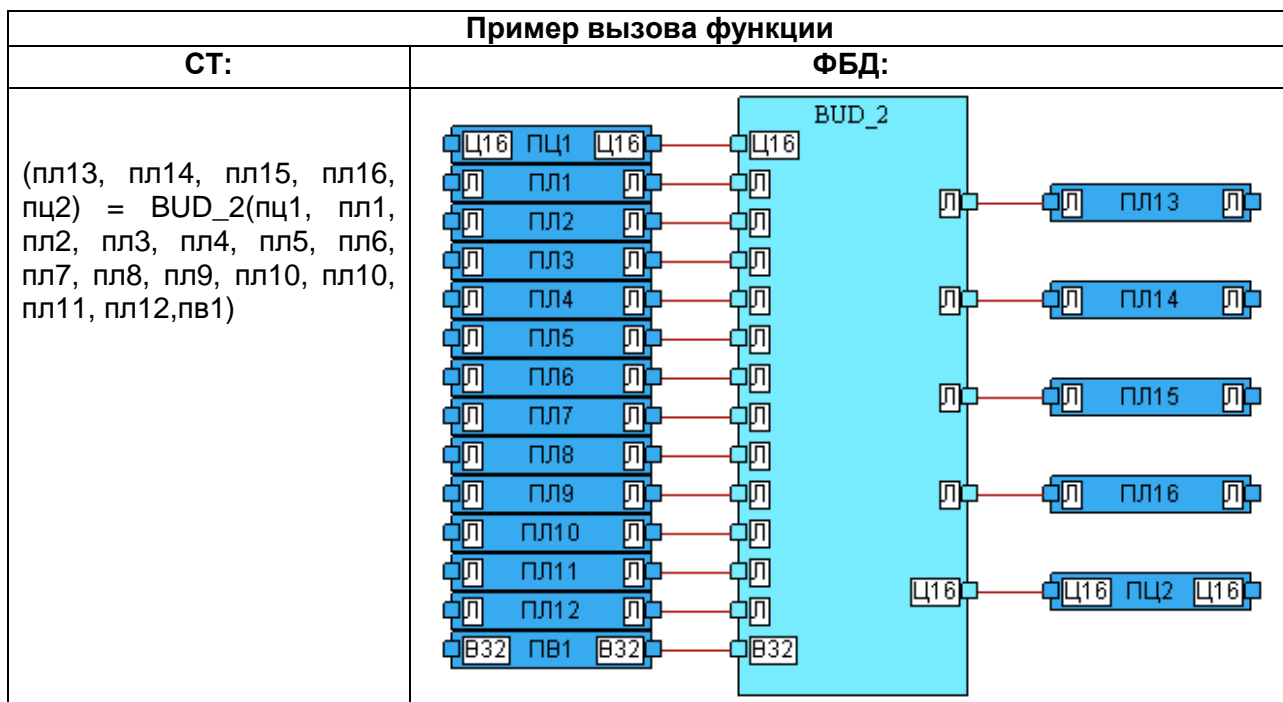 Пример вызова функции
СТ:
ФБД:
(пл13, пл14, пл15, пл16,
пц2) = BUD_2(пц1, пл1,
пл2, пл3, пл4, пл5, пл6,
пл7, пл8, пл9, пл10, пл10,
пл11, пл12,пв1)
BUD_2
Ц16 ПЦ1 Ц16 Ц16
Л ПЛ1 Л Л
Л Л ПЛ13 Л
Л ПЛ2 Л Л
Л ПЛ3 Л Л
Л ПЛ4 Л Л
Л Л ПЛ14 Л
Л ПЛ5 Л Л
Л ПЛ6 Л Л
Л Л ПЛ15 Л
Л ПЛ7 Л Л
Л ПЛ8 Л Л
Л ПЛ9 Л Л
Л Л ПЛ16 Л
Л ПЛ10 Л Л
Л ПЛ11 Л Л
Ц16 Ц16 ПЦ2 Ц16
Л ПЛ12 Л Л
В32 ПВ1 В32 В32